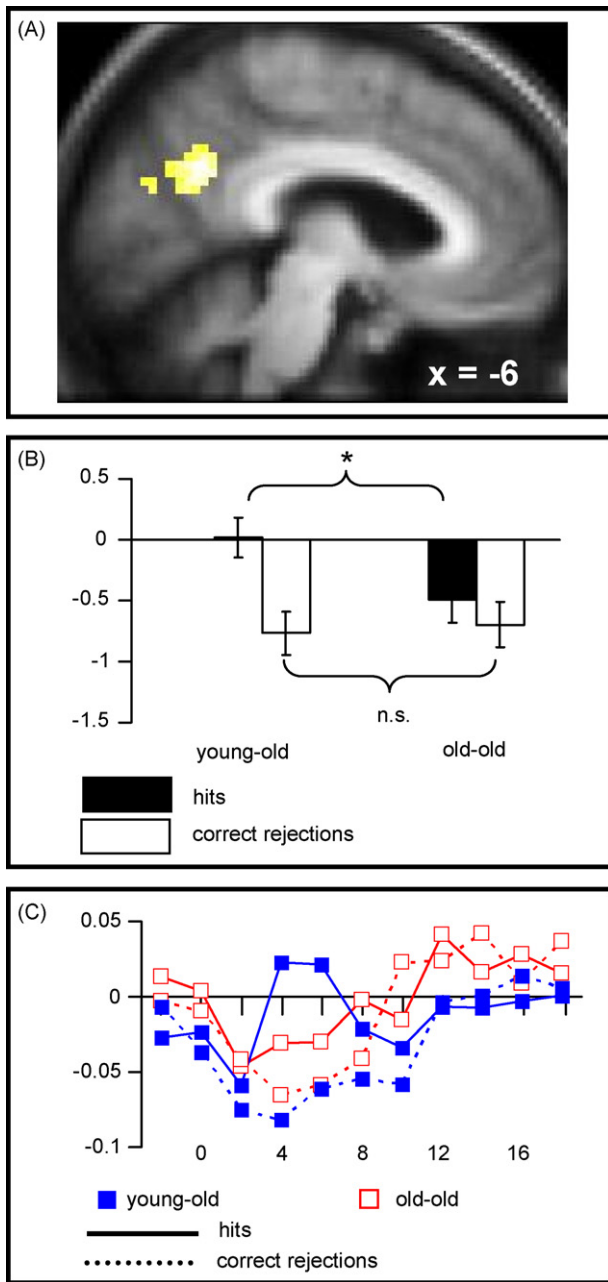 (A)
x = -6
(B)
0.5
*
0
-0.5
-1
-1.5
n.s.
young-old old-old
hits
correct rejections
(C)
0.05
0
-0.05
-0.1
0 4 8 12 16
young-old old-old
hits
correct rejections